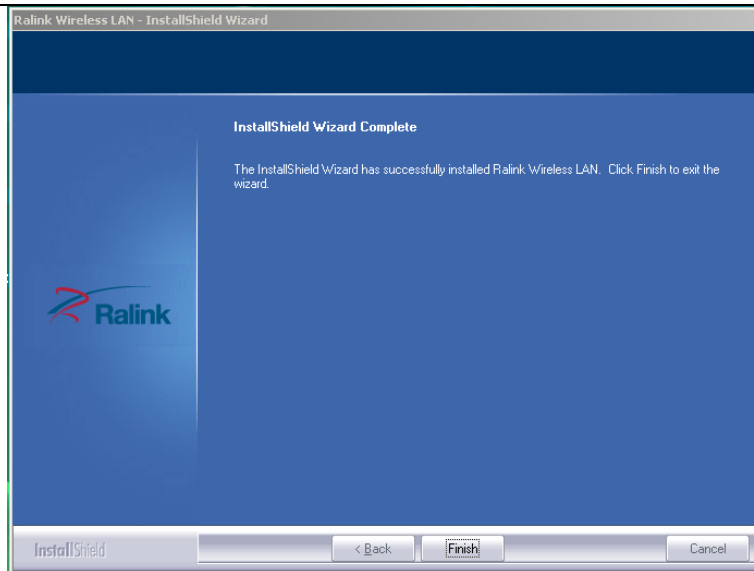 Ralink Wireless LAN - InstallShield Wizard
InstallShield Wizard Complete
The InstallShield Wizard has successfully installed Ralink Wireless LAN. Click Finish to exit the
wizard.
Ralink
InstallShield
< Back
Finish
Cancel